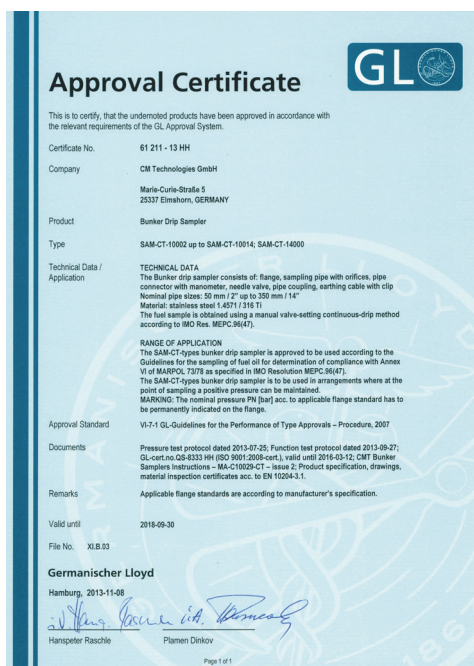 GL
Approval Certificate
This is to certify, that the undernoted products have been approved in accordance with
the relevant requirements of the GL Approval System.
Certificate No. 61 211 - 13 HH
Company CM Technologies GmbH
Marie-Curie-Straße 5
25337 Elmshorn, GERMANY
Product Bunker Drip Sampler
Type SAM-CT-10002 up to SAM-CT-10014; SAM-CT-14000
Technical Data / TECHNICAL DATA
Application The Bunker drip sampler consists of: flange, sampling pipe with orifices, pipe
connector with manometer, needle valve, pipe coupling, earthing cable with clip
Nominal pipe sizes: 50 mm / 2" up to 350 mm / 14"
Material: stainless steel 1.4571 / 316 Ti
The fuel sample is obtained using a manual valve-setting continuous-drip method
according to IMO Res. MEPC.96(47).
RANGE OF APPLICATION
The SAM-CT-types bunker drip sampler is approved to be used according to the
Guidelines for the sampling of fuel oil for determination of compliance with Annex
VI of MARPOL 73/78 as specified in IMO Resolution MEPC.96(47).
The SAM-CT-types bunker drip sampler is to be used in arrangements where at the
point of sampling a positive pressure can be maintained.
MARKING: The nominal pressure PN [bar] acc. to applicable flange standard has to
be permanently indicated on the flange.
Approval Standard VI-7-1 GL-Guidelines for the Performance of Type Approvals – Procedure, 2007
Documents Pressure test protocol dated 2013-07-25; Function test protocol dated 2013-09-27;
GL-cert.no.QS-8333 HH (ISO 9001:2008-cert.), valid until 2016-03-12; CMT Bunker
Samplers Instructions – MA-C10029-CT – issue 2; Product specification, drawings,
material inspection certificates acc. to EN 10204-3.1.
Remarks Applicable flange standards are according to manufacturer's specification.
Valid until 2018-09-30
File No. XI.B.03
Germanischer Lloyd
Hamburg, 2013-11-08
Hanspeter Raschle Plamen Dinkov
Page 1 of 1